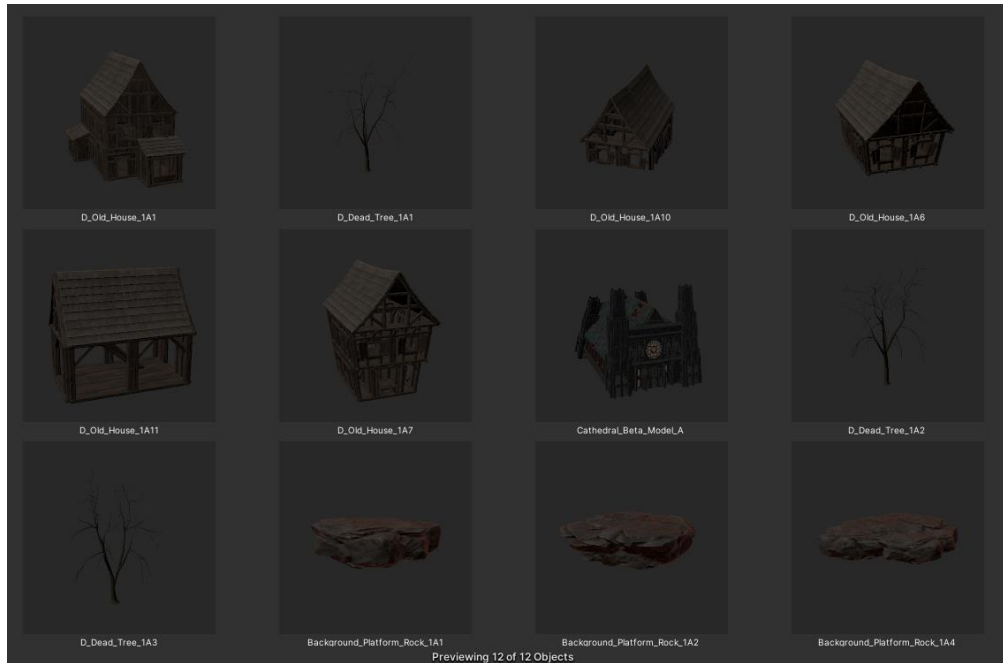 D_Old_House_1A1
D_Dead_Tree_1A1
D_Old_House_1A10
D_Old_House_1A6
D_Old_House_1A11
D_Old_House_1A7
Cathedral_Beta_Model_A
D_Dead_Tree_1A2
D_Dead_Tree_1A3
Background_Platform_Rock_1A1
Background_Platform_Rock_1A2
Background_Platform_Rock_1A4
Previewing 12 of 12 Objects